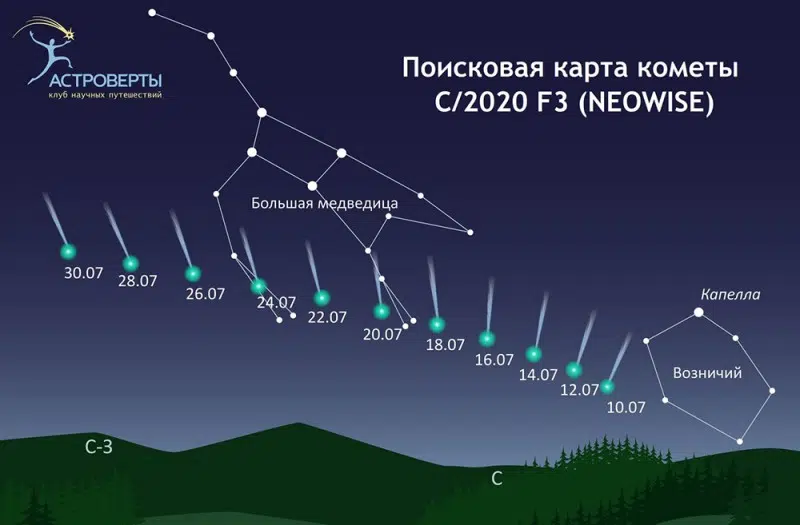 АСТРОВЕРТЫ
клуб научных путешествий
Поисковая карта кометы
C/2020 F3 (NEOWISE)
Большая медведица
30.07
28.07
26.07
24.07
22.07
20.07
18.07
16.07
14.07
12.07
10.07
Капелла
Возничий
С-З
С